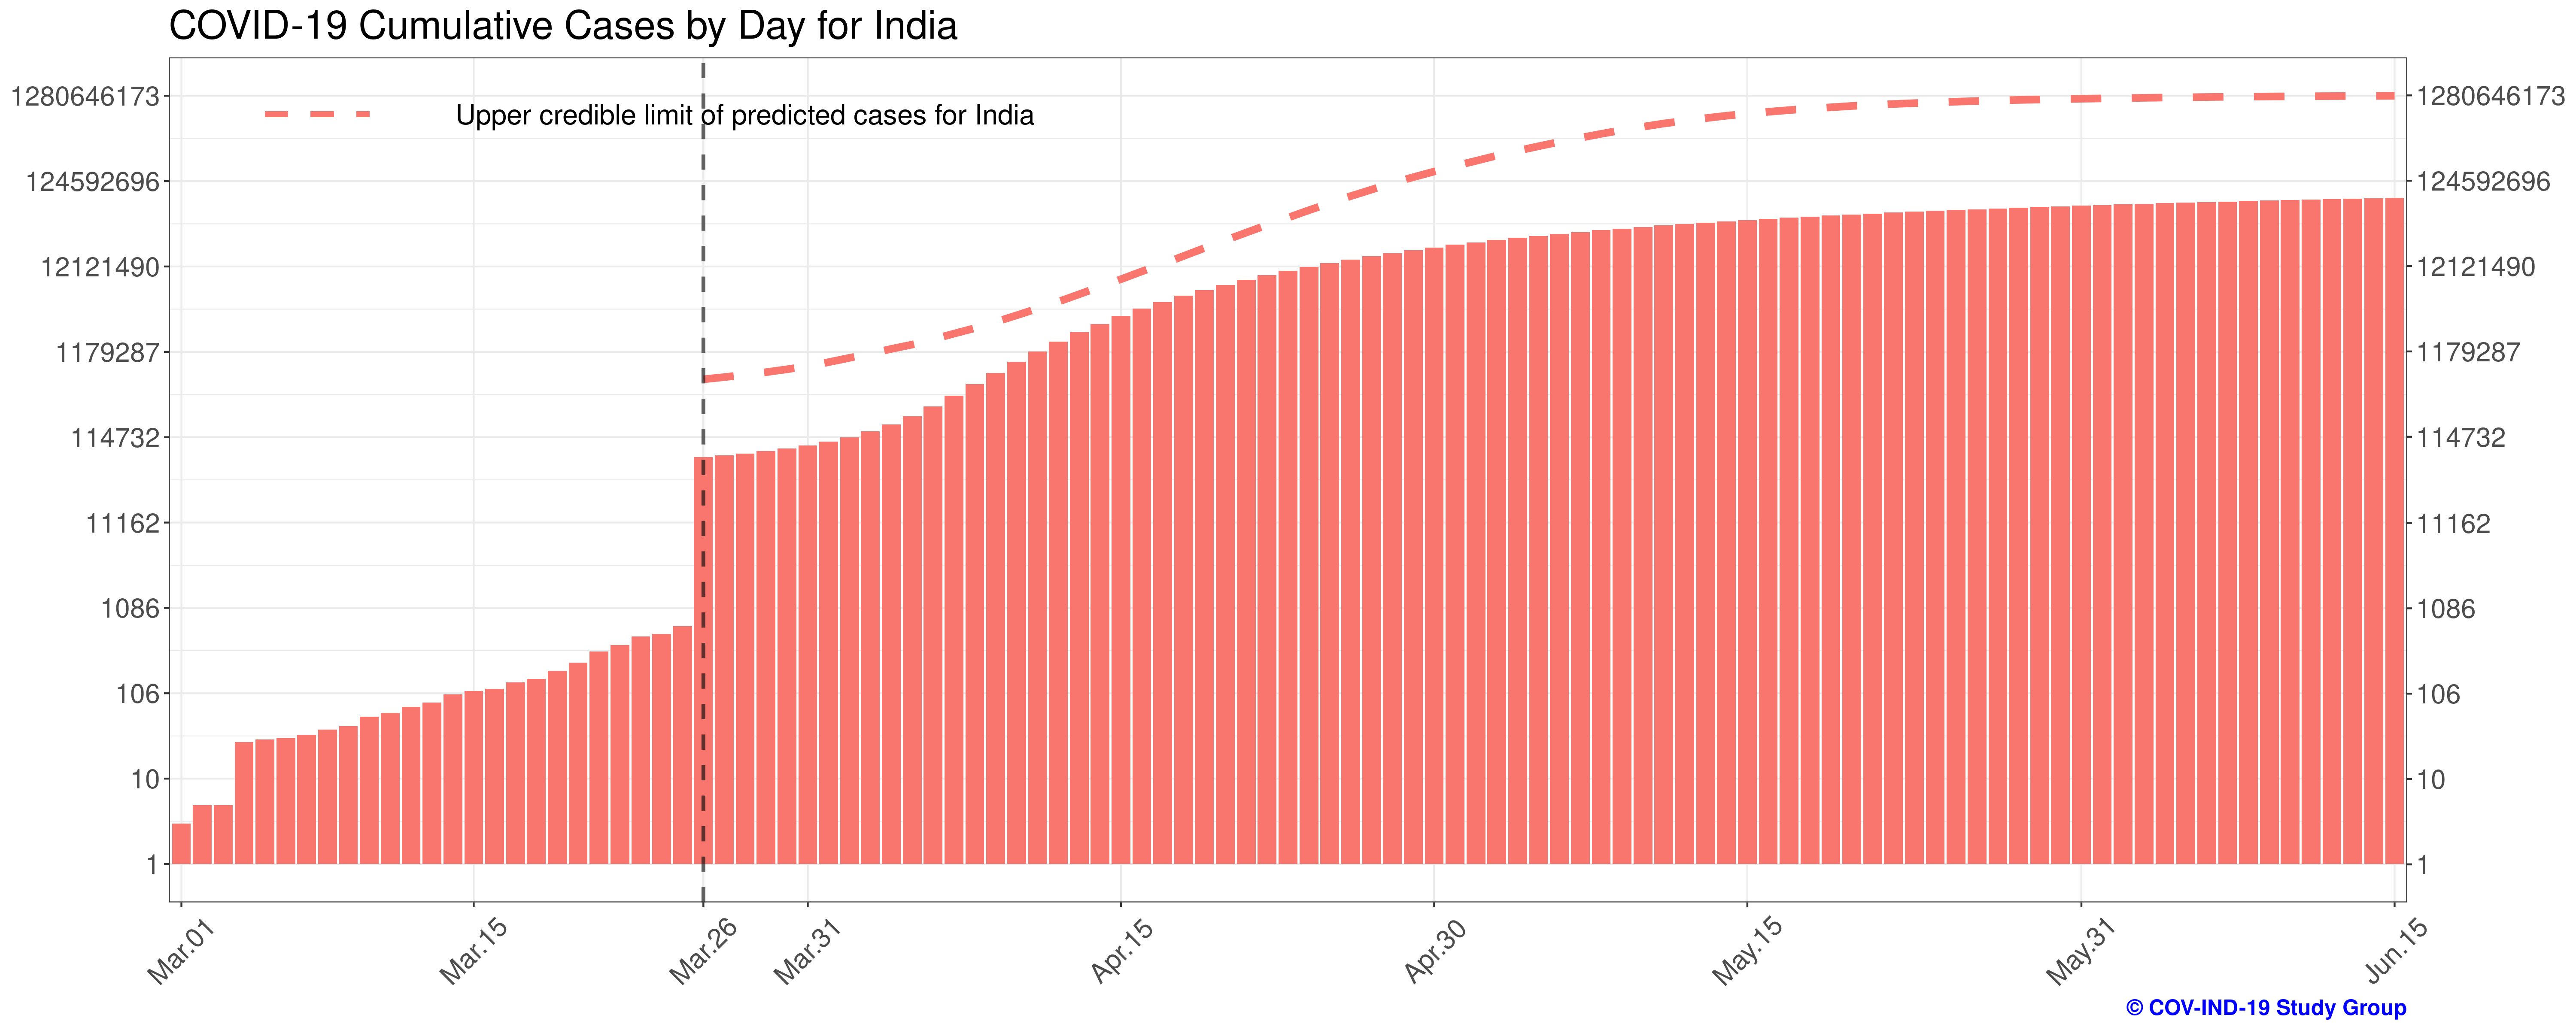 COVID-19 Cumulative Cases by Day for India
Upper credible limit of predicted cases for India
1280646173
124592696
12121490
1179287
114732
11162
1086
106
10
1
1280646173
124592696
12121490
1179287
114732
11162
1086
106
10
1
Mar.01
Mar.15
Mar.26
Mar.31
Apr.15
Apr.30
May.15
May.31
Jun.15
© COV-IND-19 Study Group